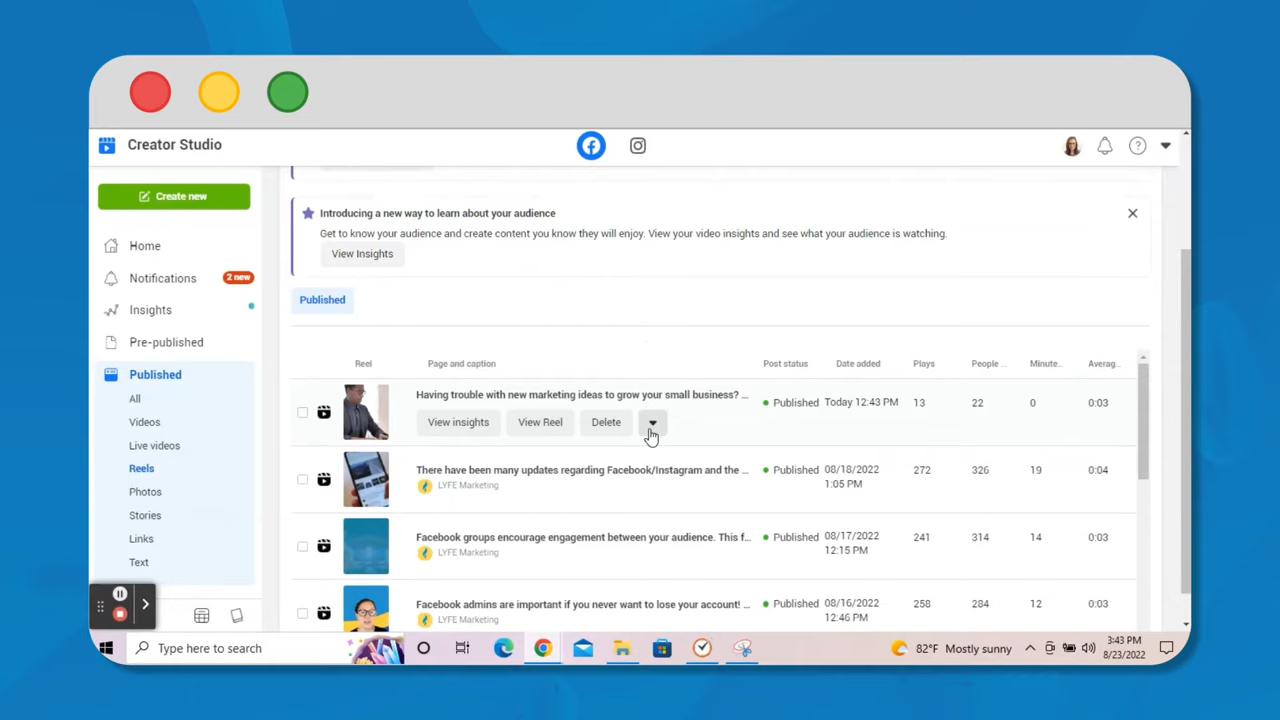 Creator Studio
Create new
Home
Notifications
2 new
Insights
Pre-published
Published
All
Videos
Live videos
Reels
Photos
Stories
Links
Text
Introducing a new way to learn about your audience
Get to know your audience and create content you know they will enjoy. View your video insights and see what your audience is watching.
View Insights
Published
Reel Page and caption Post status Date added Plays People ... Minute... Averag...
Having trouble with new marketing ideas to grow your small business? ...
View insights View Reel Delete
Published Today 12:43 PM 13 22 0 0:03
There have been many updates regarding Facebook/Instagram and the ...
LYFE Marketing
Published 08/18/2022 1:05 PM 272 326 19 0:04
Facebook groups encourage engagement between your audience. This f...
LYFE Marketing
Published 08/17/2022 12:15 PM 241 314 14 0:03
Facebook admins are important if you never want to lose your account! ...
LYFE Marketing
Published 08/16/2022 12:46 PM 258 284 12 0:03
Type here to search
82°F Mostly sunny
3:43 PM
8/23/2022